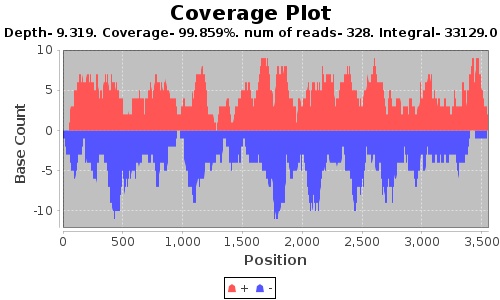 Coverage Plot
Depth- 9.319. Coverage- 99.859%. num of reads- 328. Integral- 33129.0
10
5
0
-5
-10
Base Count
0 500 1,000 1,500 2,000 2,500 3,000 3,500
Position
+ -